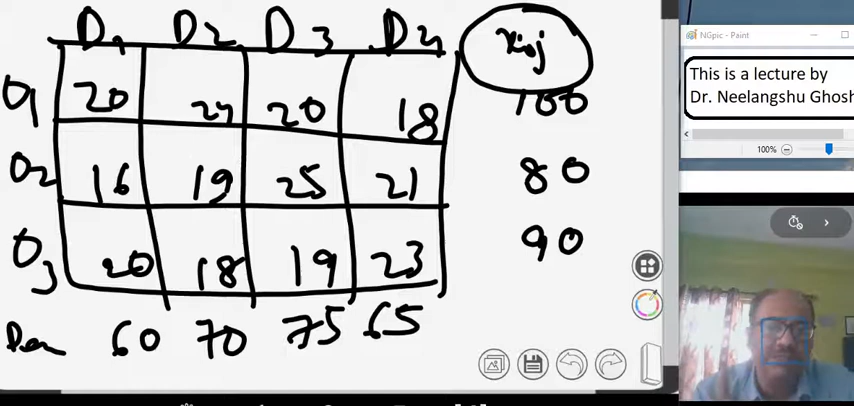 D1 D2 D3 D4 xij
O1 20 24 20 18 100
O2 16 19 25 21 80
O3 20 18 19 23 90
60 70 75 65
NGpic - Paint
This is a lecture by
Dr. Neelangshu Ghosh
100%